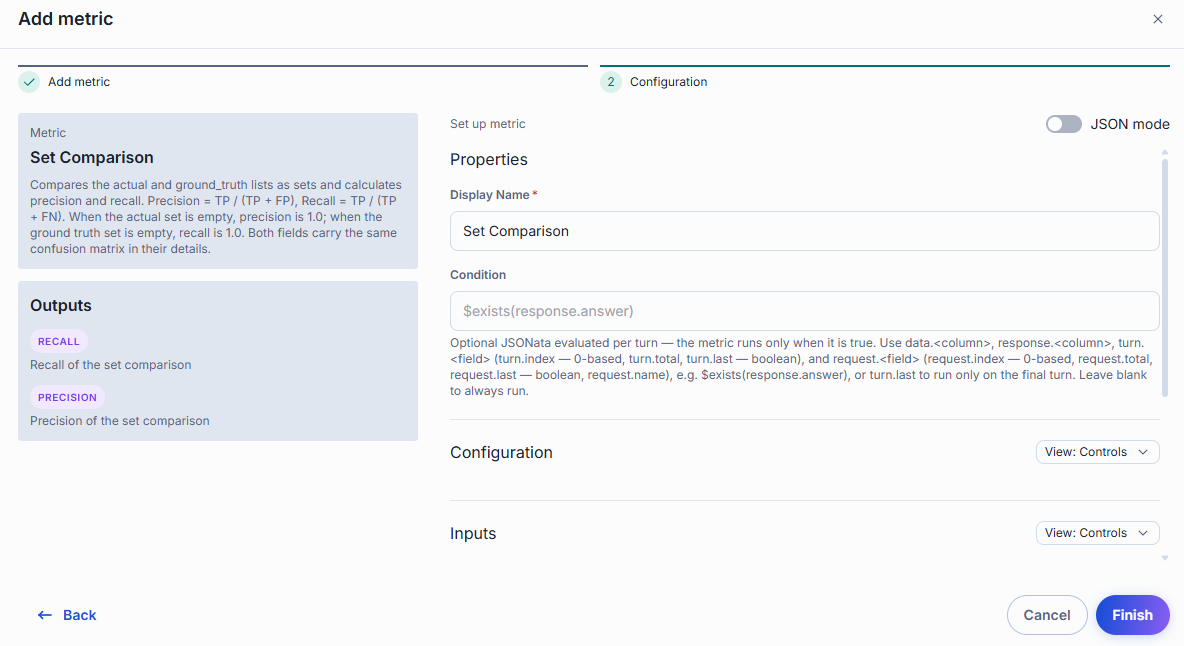 Add metric
Add metric
2 Configuration
Metric
Set Comparison
Compares the actual and ground_truth lists as sets and calculates
precision and recall. Precision = TP / (TP + FP), Recall = TP / (TP
+ FN). When the actual set is empty, precision is 1.0; when the
ground truth set is empty, recall is 1.0. Both fields carry the same
confusion matrix in their details.
Outputs
RECALL
Recall of the set comparison
PRECISION
Precision of the set comparison
Set up metric
JSON mode
Properties
Display Name*
Set Comparison
Condition
$exists(response.answer)
Optional JSONata evaluated per turn — the metric runs only when it is true. Use data.<column>, response.<column>, turn.
<field> (turn.index — 0-based, turn.total, turn.last — boolean), and request.<field> (request.index — 0-based, request.total,
request.last — boolean, request.name), e.g. $exists(response.answer), or turn.last to run only on the final turn. Leave blank
to always run.
Configuration
View: Controls
Inputs
View: Controls
Back
Cancel
Finish